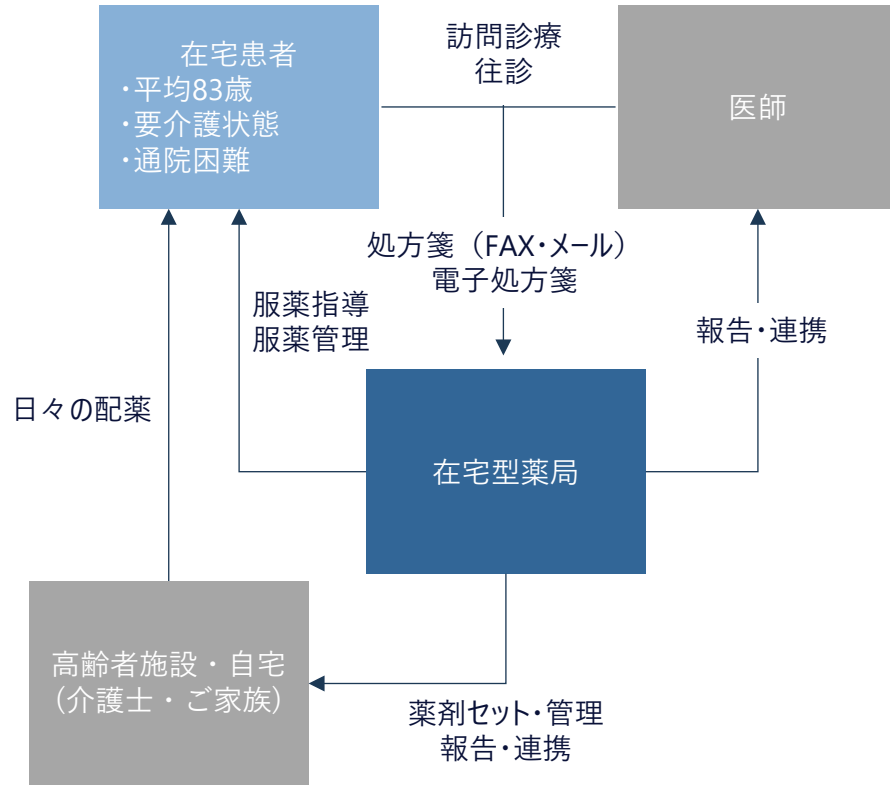 在宅患者
・平均83歳
・要介護状態
・通院困難
訪問診療
往診
医師
処方箋（FAX・メール）
電子処方箋
服薬指導
服薬管理
報告・連携
日々の配薬
在宅型薬局
高齢者施設・自宅
(介護士・ご家族)
薬剤セット・管理
報告・連携